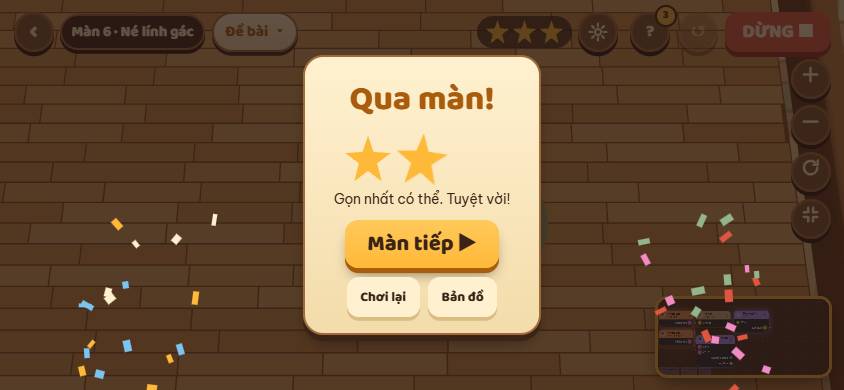 Màn 6 • Né lính gác
Đề bài
?
3
DỪNG
Qua màn!
Gọn nhất có thể. Tuyệt vời!
Màn tiếp
Chơi lại
Bản đồ